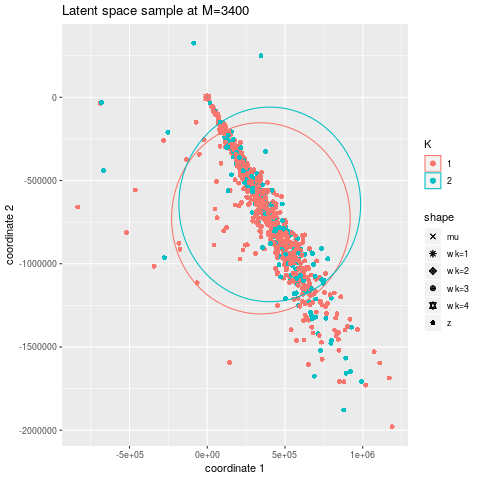 Latent space sample at M=3400
0
-500000
-1000000
-1500000
-2000000
-5e+05 0e+00 5e+05 1e+06
coordinate 1
coordinate 2
K
1
2
shape
mu
w k=1
w k=2
w k=3
w k=4
z